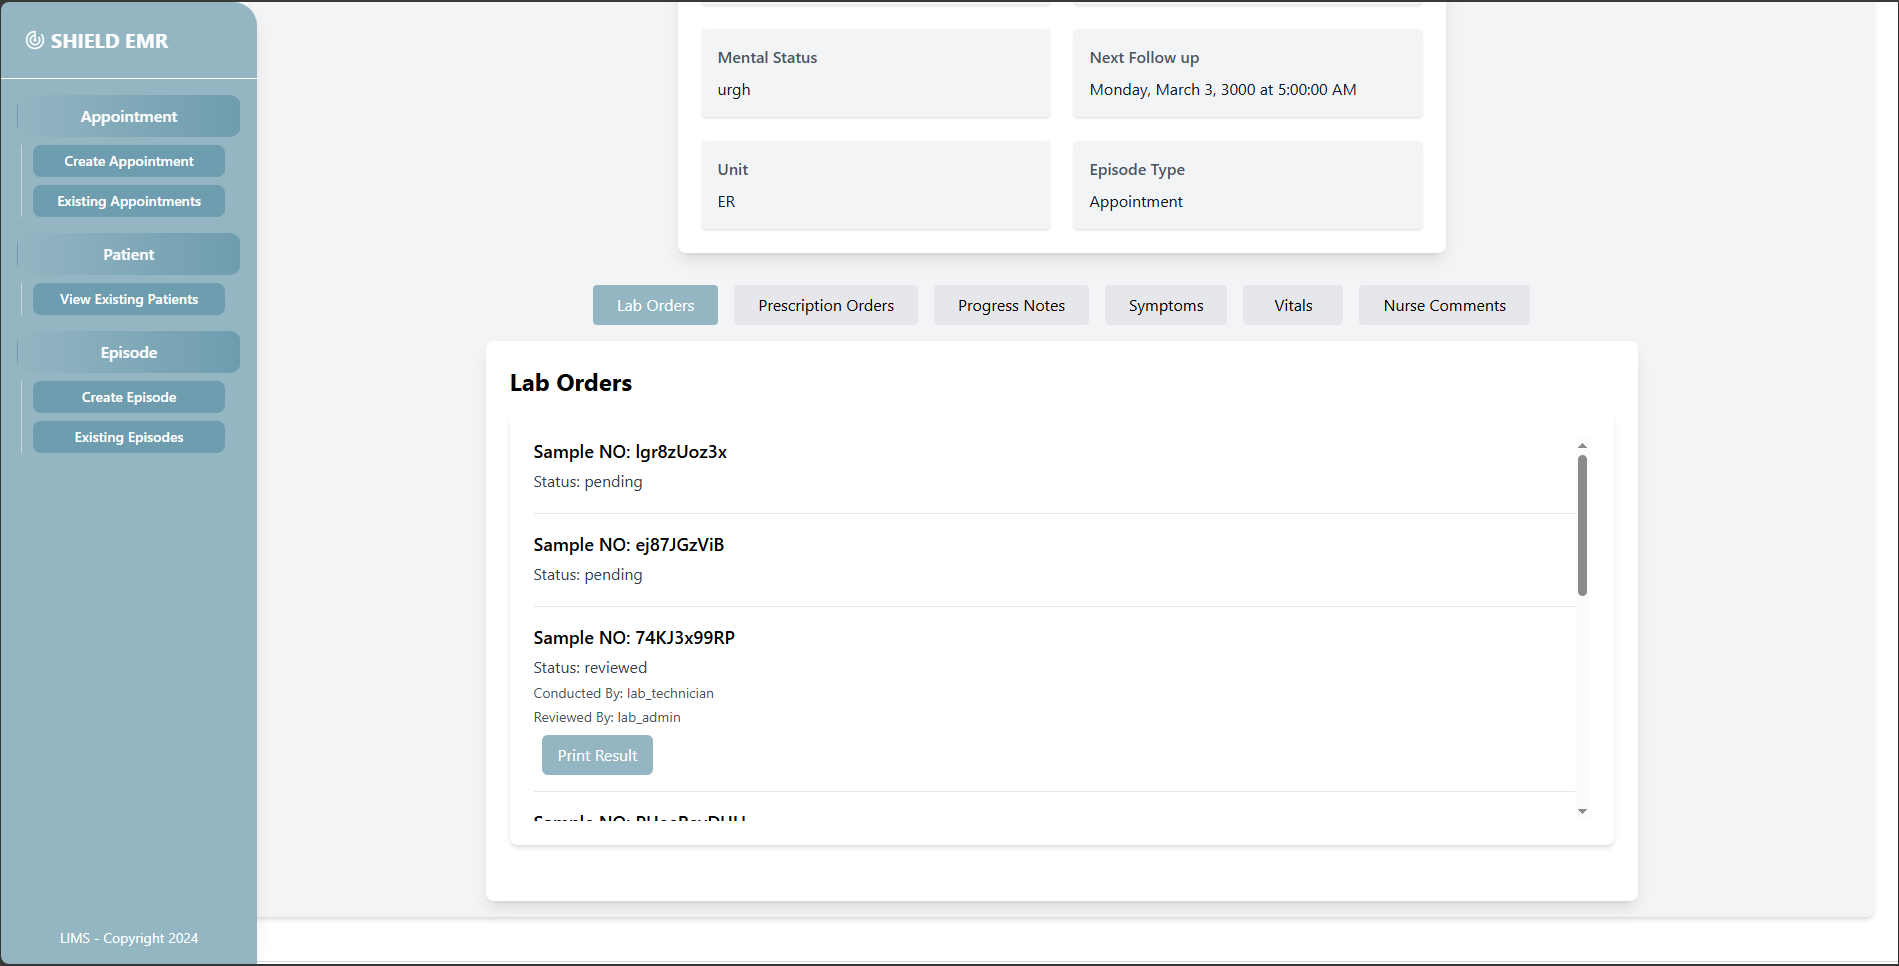 SHIELD EMR
Appointment
Create Appointment
Existing Appointments
Patient
View Existing Patients
Episode
Create Episode
Existing Episodes
LIMS - Copyright 2024
Mental Status
urgh
Next Follow up
Monday, March 3, 3000 at 5:00:00 AM
Unit
ER
Episode Type
Appointment
Lab Orders
Prescription Orders
Progress Notes
Symptoms
Vitals
Nurse Comments
Lab Orders
Sample NO: lgr8zUoz3x
Status: pending
Sample NO: ej87JGzViB
Status: pending
Sample NO: 74KJ3x99RP
Status: reviewed
Conducted By: lab_technician
Reviewed By: lab_admin
Print Result
Sample NO: